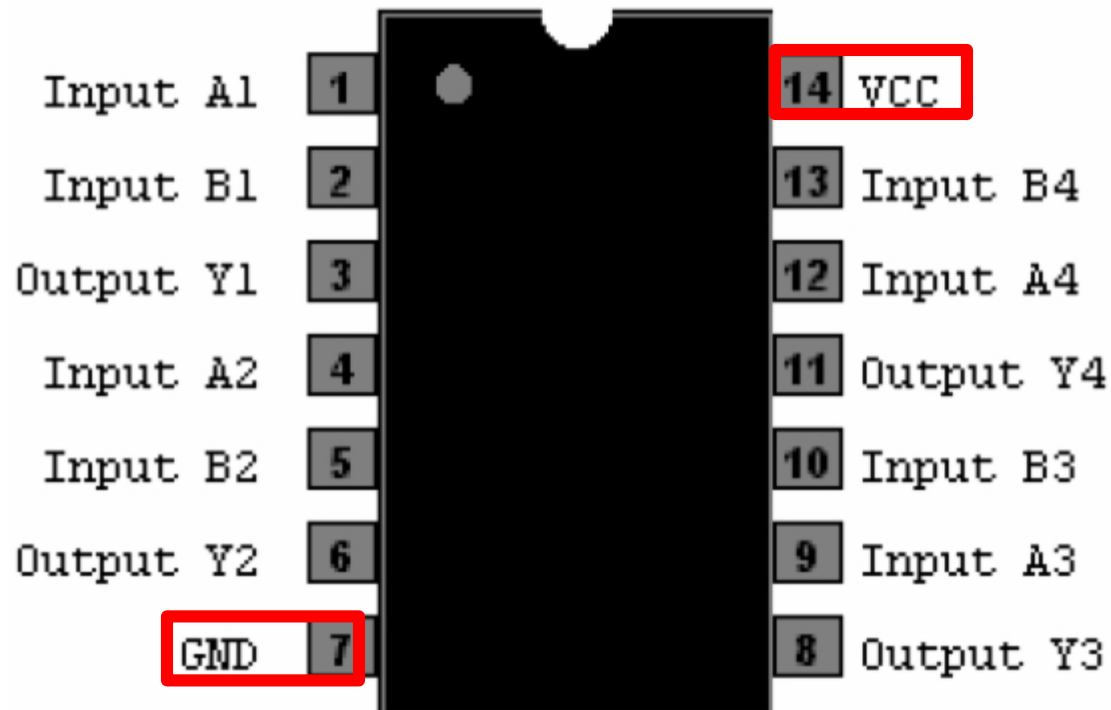 Input A1 1 14 VCC
Input B1 2 13 Input B4
Output Y1 3 12 Input A4
Input A2 4 11 Output Y4
Input B2 5 10 Input B3
Output Y2 6 9 Input A3
GND 7 8 Output Y3